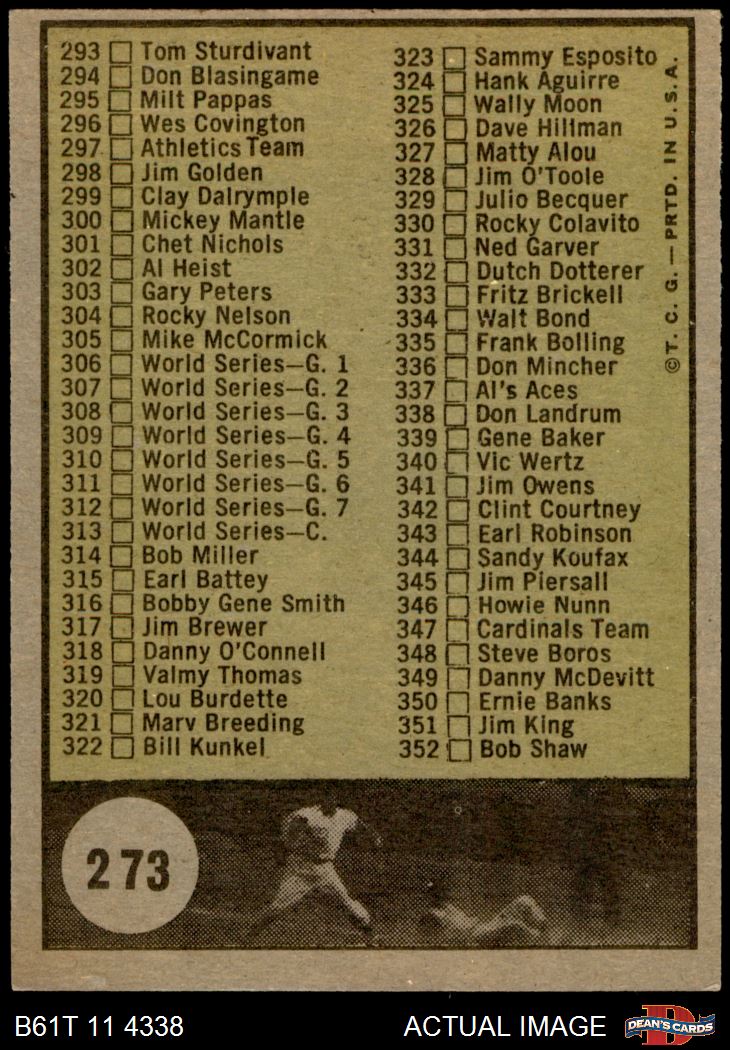 293 Tom Sturdivant
294 Don Blasingame
295 Milt Pappas
296 Wes Covington
297 Athletics Team
298 Jim Golden
299 Clay Dalrymple
300 Mickey Mantle
301 Chet Nichols
302 Al Heist
303 Gary Peters
304 Rocky Nelson
305 Mike McCormick
306 World Series—G. 1
307 World Series—G. 2
308 World Series—G. 3
309 World Series—G. 4
310 World Series—G. 5
311 World Series—G. 6
312 World Series—G. 7
313 World Series—C.
314 Bob Miller
315 Earl Battey
316 Bobby Gene Smith
317 Jim Brewer
318 Danny O'Connell
319 Valmy Thomas
320 Lou Burdette
321 Marv Breeding
322 Bill Kunkel
323 Sammy Esposito
324 Hank Aguirre
325 Wally Moon
326 Dave Hillman
327 Matty Alou
328 Jim O'Toole
329 Julio Becquer
330 Rocky Colavito
331 Ned Garver
332 Dutch Dotterer
333 Fritz Brickell
334 Walt Bond
335 Frank Bolling
336 Don Mincher
337 Al's Aces
338 Don Landrum
339 Gene Baker
340 Vic Wertz
341 Jim Owens
342 Clint Courtney
343 Earl Robinson
344 Sandy Koufax
345 Jim Piersall
346 Howie Nunn
347 Cardinals Team
348 Steve Boros
349 Danny McDevitt
350 Ernie Banks
351 Jim King
352 Bob Shaw
© T. C. G. — PRTD. IN U. S. A.
273
B61T 11 4338
ACTUAL IMAGE
D
DEAN'S CARDS